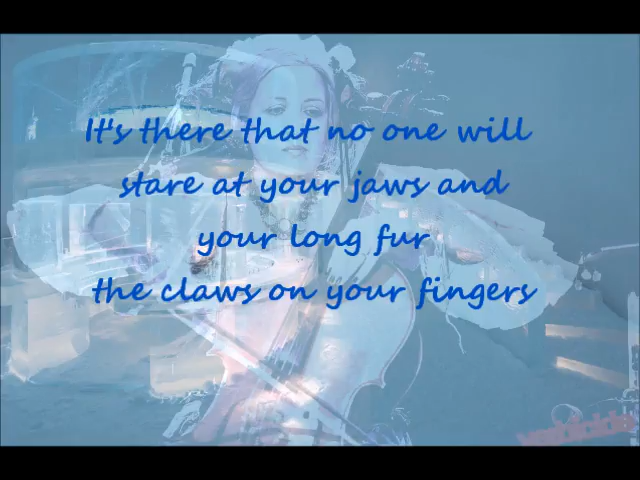 It's there that no one will
stare at your jaws and
your long fur
the claws on your fingers